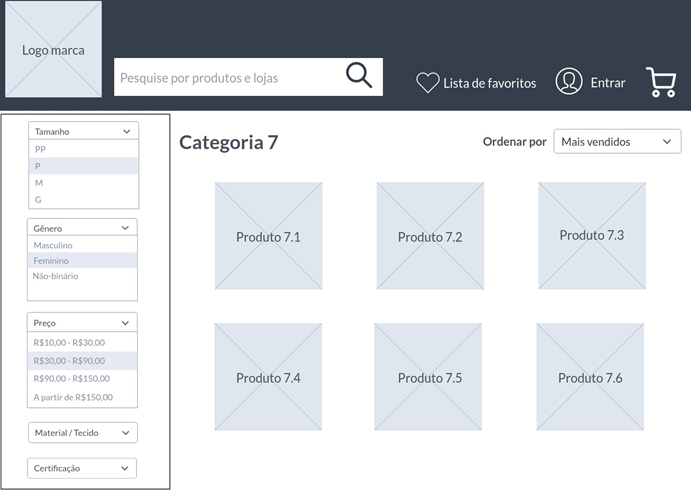 Logo marca
Pesquise por produtos e lojas
Lista de favoritos
Entrar
Tamanho
PP
P
M
G
Gênero
Masculino
Feminino
Não-binário
Preço
R$10,00 - R$30,00
R$30,00 - R$90,00
R$90,00 - R$150,00
A partir de R$150,00
Material / Tecido
Certificação
Categoria 7
Ordenar por
Mais vendidos
Produto 7.1
Produto 7.2
Produto 7.3
Produto 7.4
Produto 7.5
Produto 7.6